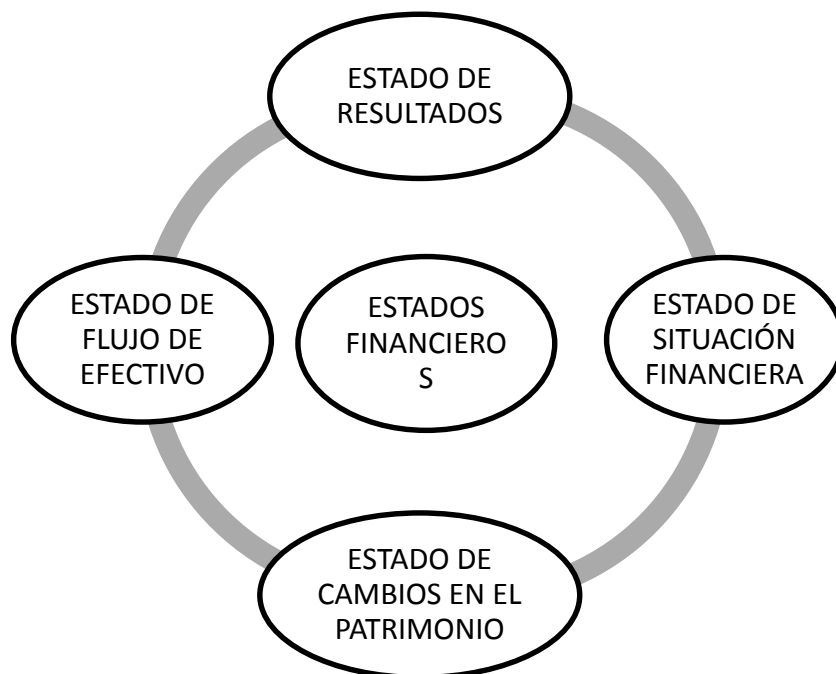 ESTADO DE
RESULTADOS
ESTADO DE
FLUJO DE
EFECTIVO
ESTADOS
FINANCIERO
S
ESTADO DE
SITUACIÓN
FINANCIERA
ESTADO DE
CAMBIOS EN EL
PATRIMONIO